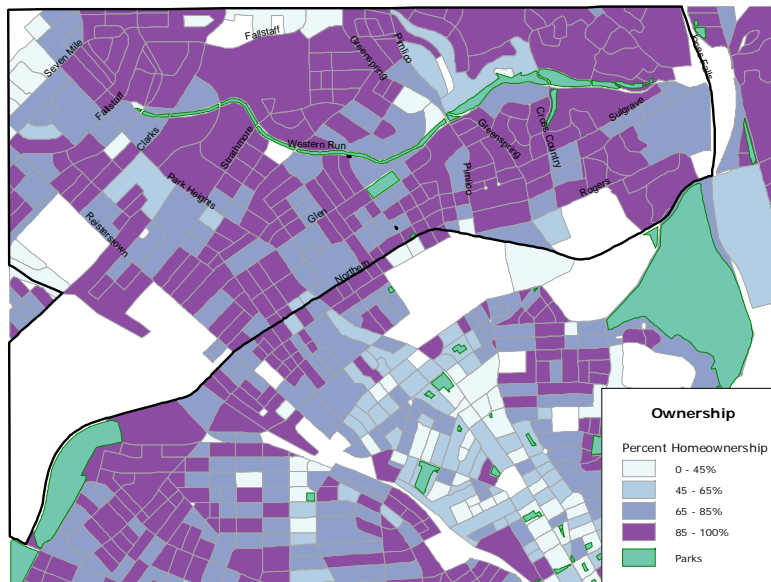 Fallstaff
Seven Mile
Greenspring
Pimlico
Jones Falls
Fallstaff
Clarks
Strathmore
Western Run
Greenspring
Cross Country
Sulgrave
Park Heights
Pimlico
Rogers
Reisterstown
Glen
Northern
Ownership
Percent Homeownership
0 - 45%
45 - 65%
65 - 85%
85 - 100%
Parks